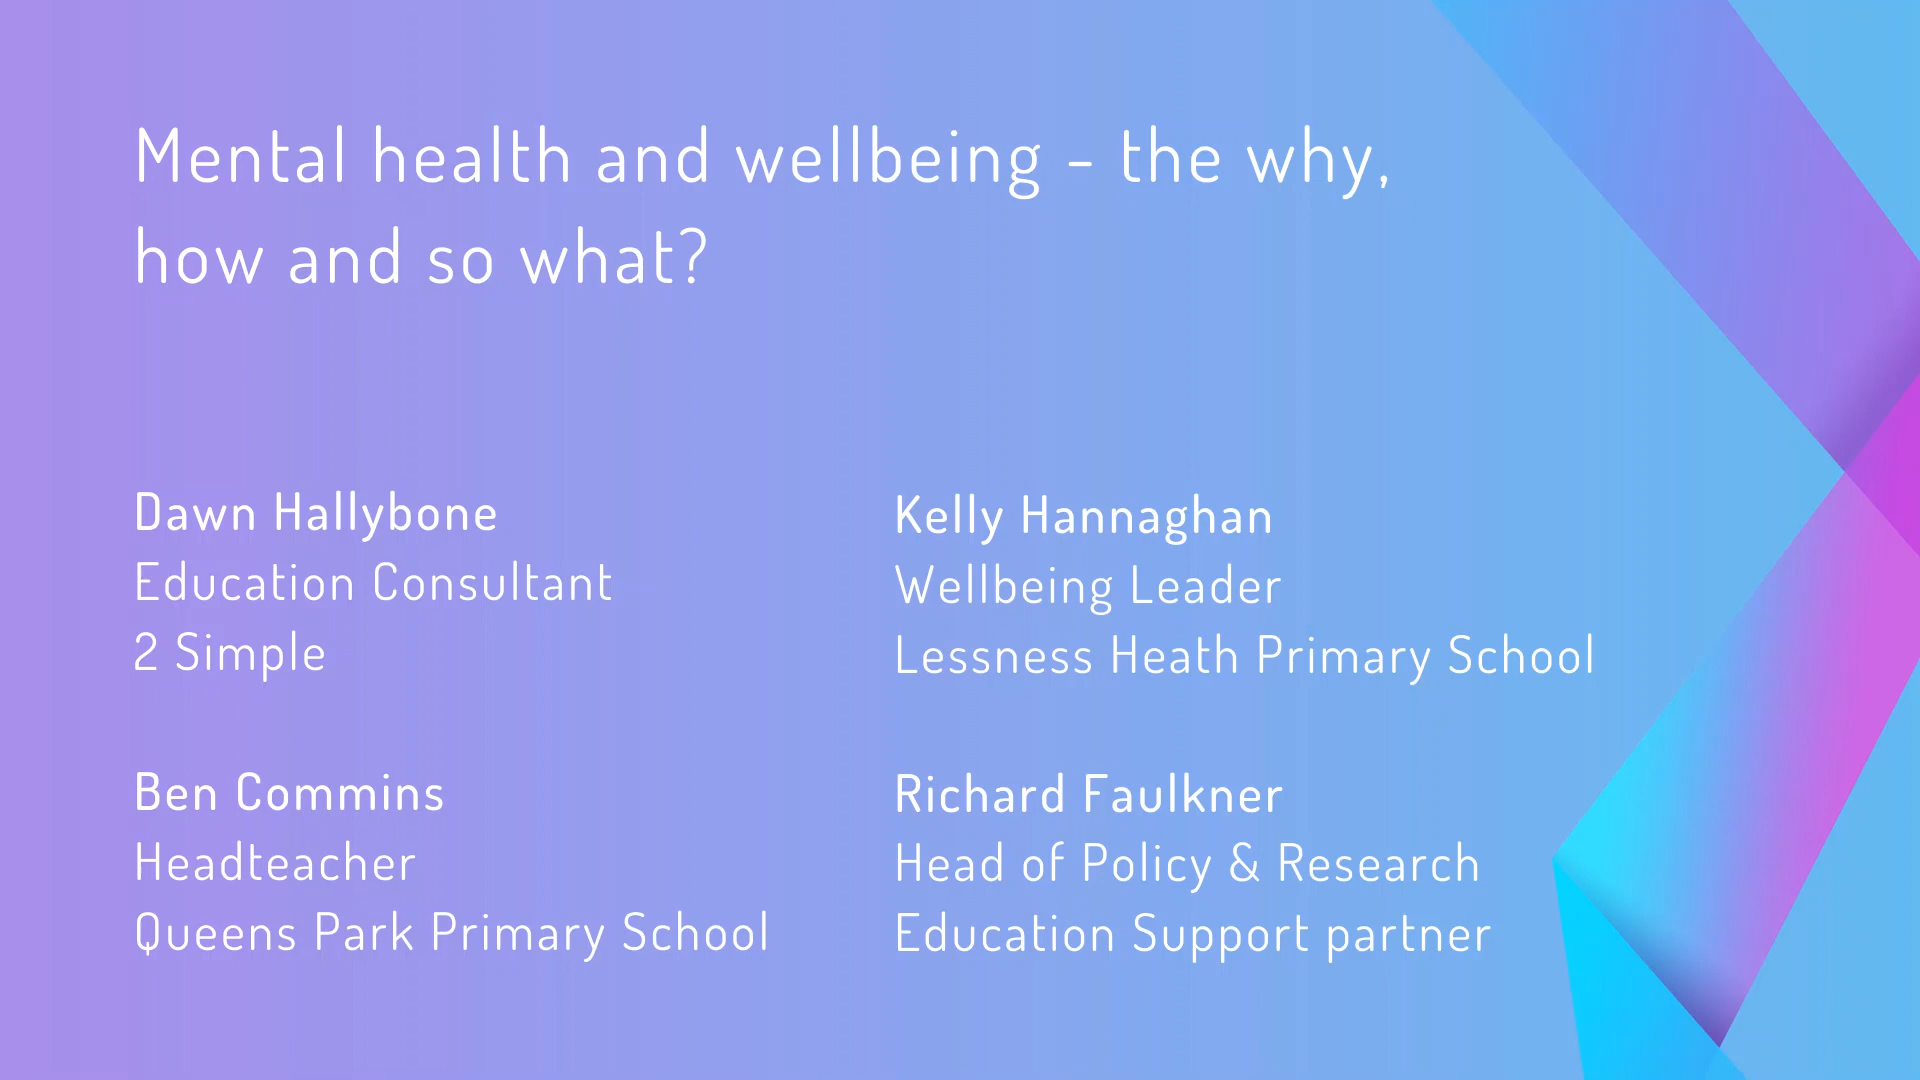 Mental health and wellbeing - the why,
how and so what?
Dawn Hallybone
Education Consultant
2 Simple
Kelly Hannaghan
Wellbeing Leader
Lessness Heath Primary School
Ben Commins
Headteacher
Queens Park Primary School
Richard Faulkner
Head of Policy & Research
Education Support partner